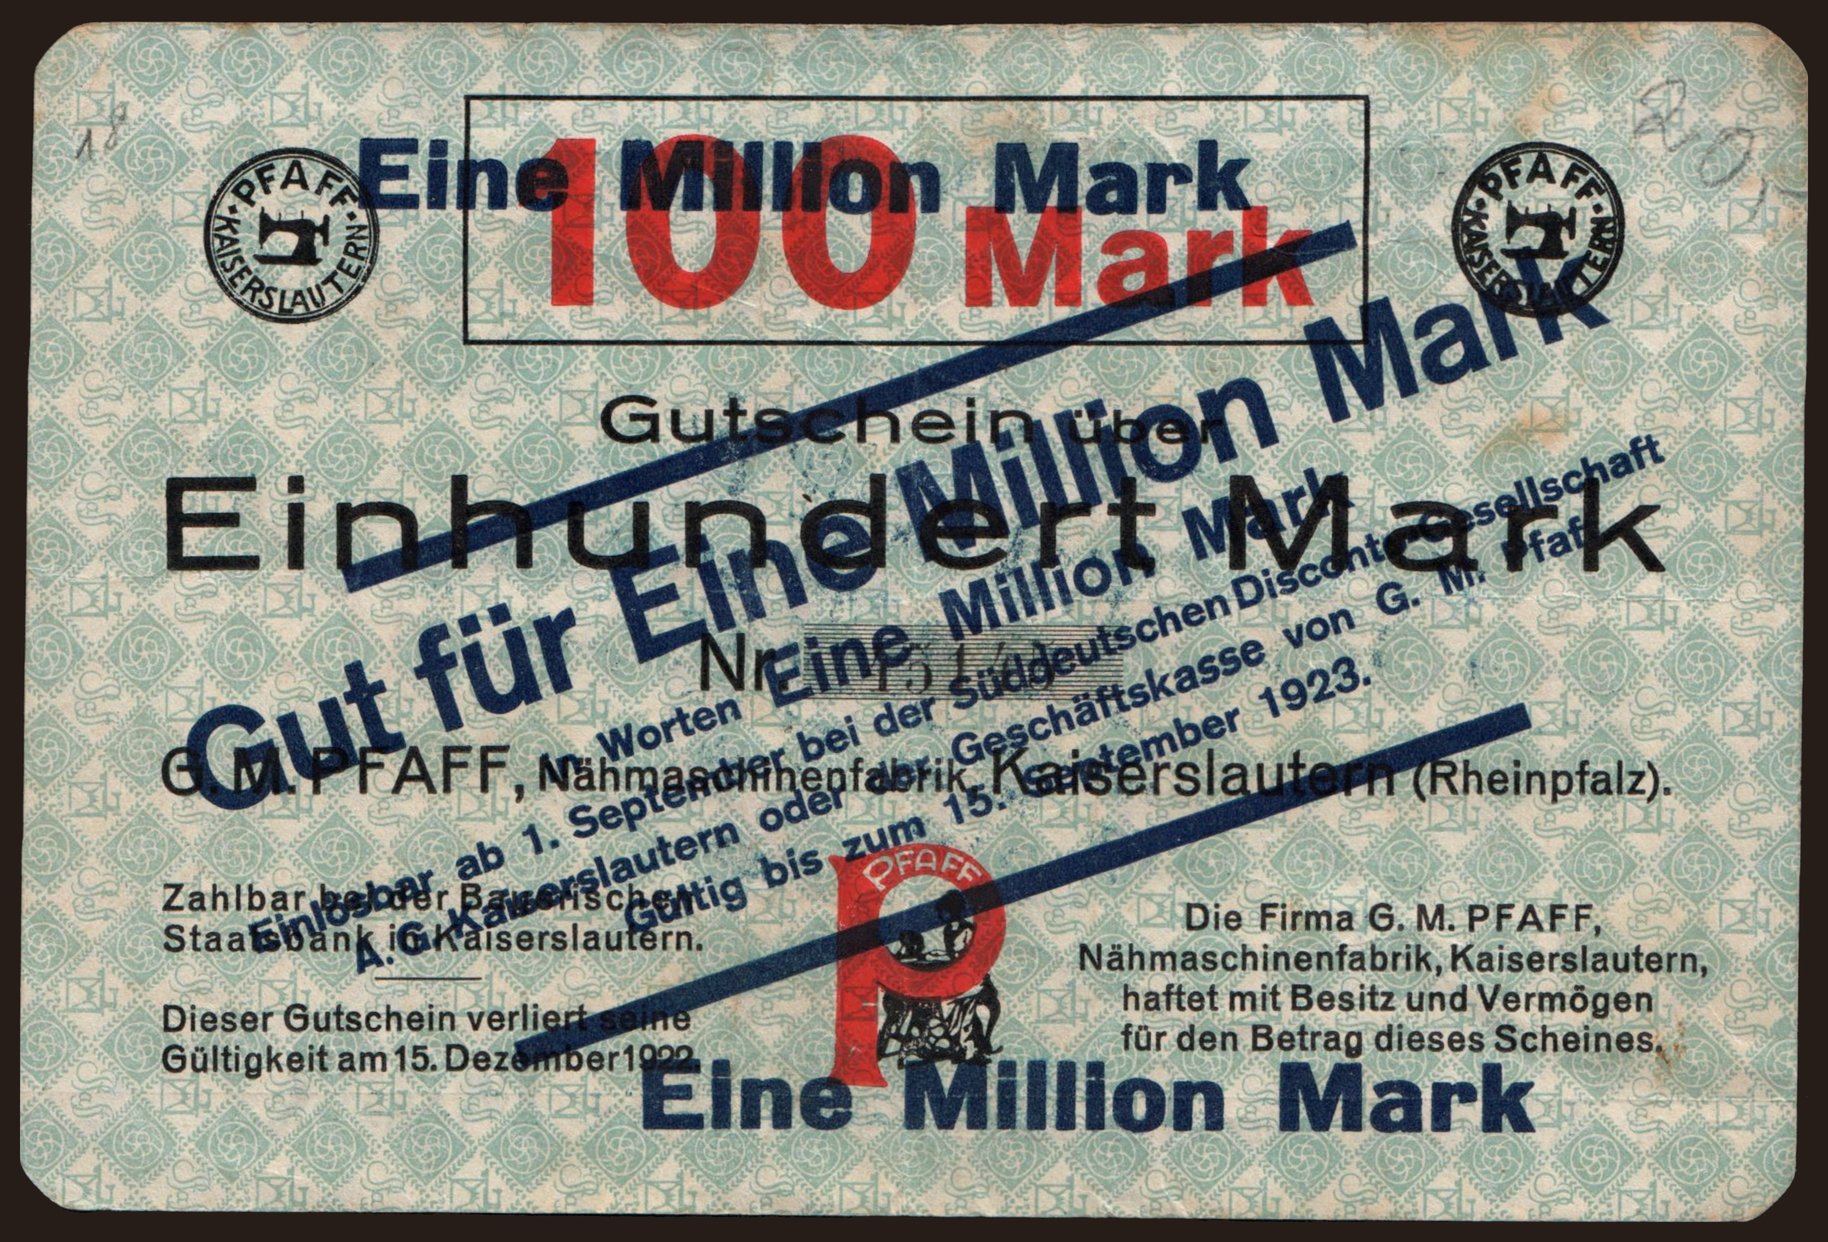 18
20,
Eine Million Mark
100 Mark
PFAFF
KAISERSLAUTERN
PFAFF
KAISERSLAUTERN
Gutschein über
Einhundert Mark
Nr.
G. M. PFAFF, Nähmaschinenfabrik, Kaiserslautern (Rheinpfalz).
Zahlbar bei der Bayerischen
Staatsbank in Kaiserslautern.
Dieser Gutschein verliert seine
Gültigkeit am 15. Dezember 1922.
PFAFF
Die Firma G. M. PFAFF,
Nähmaschinenfabrik, Kaiserslautern,
haftet mit Besitz und Vermögen
für den Betrag dieses Scheines.
Gut für Eine Million Mark
In Worten Eine Million Mark
Einlösbar ab 1. September bei der Süddeutschen Disconto Gesellschaft
A. G. Kaiserslautern oder der Geschäftskasse von G. M. Pfaff
Gültig bis zum 15. September 1923.
Eine Million Mark